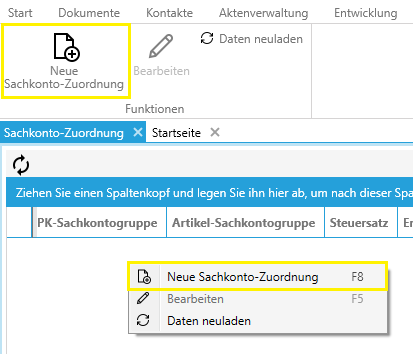 Start Dokumente Kontakte Aktenverwaltung Entwicklung
Neue
Sachkonto-Zuordnung
Bearbeiten
Daten neuladen
Funktionen
Sachkonto-Zuordnung Startseite
Ziehen Sie einen Spaltenkopf und legen Sie ihn hier ab, um nach dieser Spa
PK-Sachkontogruppe Artikel-Sachkontogruppe Steuersatz
Neue Sachkonto-Zuordnung F8
Bearbeiten F5
Daten neuladen